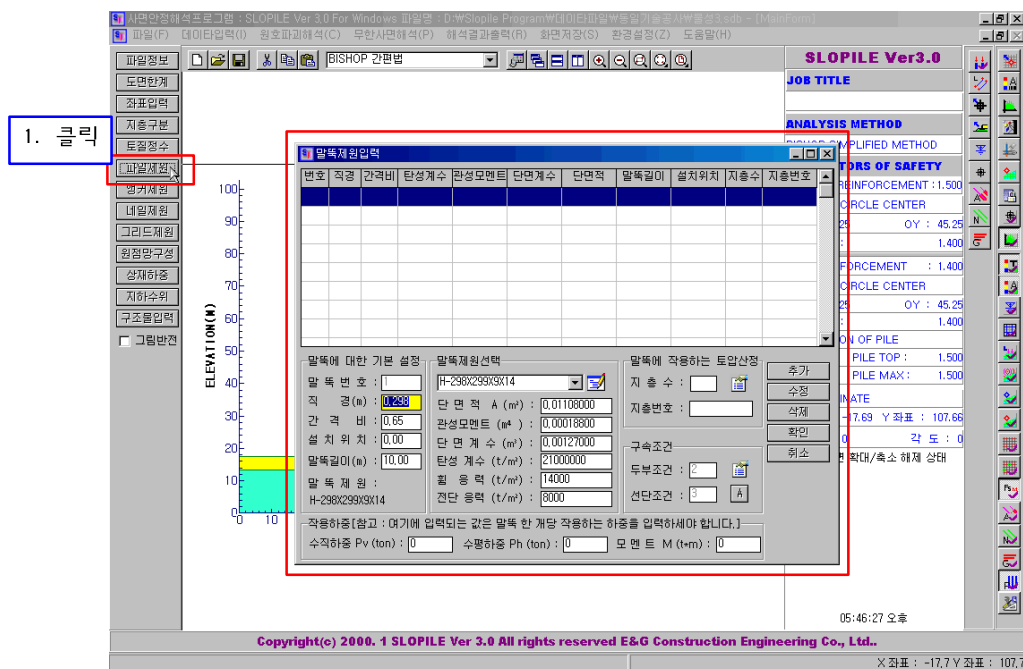 사면안정해석프로그램 : SLOPILE Ver 3,0 For Windows 파일명 : D:₩Slopile Program₩데이타파일₩동일기술공사₩불성3.sdb - [MainForm]
파일(F) 데이타입력(I) 원호파괴해석(C) 무한사면해석(P) 해석결과출력(R) 화면저장(S) 환경설정(Z) 도움말(H)
파일정보
BISHOP 간편법
SLOPILE Ver3.0
도면한계
JOB TITLE
좌표입력
1. 클릭
지층구분
ANALYSIS METHOD
토질정수
BISHOP SIMPLIFIED METHOD
말뚝제원입력
파일제원
TORS OF SAFETY
번호 직경 간격비 탄성계수 관성모멘트 단면계수 단면적 말뚝길이 설치위치 지층수 지층번호
앵커제원
REINFORCEMENT : 1.500
네일제원
CIRCLE CENTER
그리드제원
25 OY : 45.25
원점망구성
: 1.400
상재하중
FORCEMENT : 1.400
지하수위
CIRCLE CENTER
구조물입력
25 OY : 45.25
그림반전
: 1.400
ON OF PILE
PILE TOP : 1.500
PILE MAX : 1.500
NATE
-17.69 Y 좌표 : 107.66
0 각 도 : 0
면 확대/축소 해제 상태
ELEVATION(M)
100
90
80
70
60
50
40
30
20
10
0
0 10
말뚝에 대한 기본 설정
말 뚝 번 호 : 1
직 경(m) : 0,298
간 격 비 : 0,65
설 치 위 치 : 0,00
말뚝길이(m) : 10,00
말 뚝 제 원 :
H-298X299X9X14
말뚝제원선택
H-298X299X9X14
단 면 적 A (m²) : 0,01108000
관성모멘트 (m⁴) : 0,00018800
단 면 계 수 (m³) : 0,00127000
탄성 계수 (t/m²) : 21000000
휨 응 력 (t/m²) : 14000
전단 응력 (t/m²) : 8000
말뚝에 작용하는 토압산정
지 층 수 :
지층번호 :
구속조건
두부조건 : 2
선단조건 : 3 A
추가
수정
삭제
확인
취소
작용하중[참고 : 여기에 입력되는 값은 말뚝 한 개당 작용하는 하중을 입력하세야 합니다.]
수직하중 Pv (ton) : 0 수평하중 Ph (ton) : 0 모 멘 트 M (t*m) : 0
05:46:27 오후
Copyright(c) 2000. 1 SLOPILE Ver 3.0 All rights reserved E&G Construction Engineering Co., Ltd..
X 좌표 : -17,7 Y 좌표 : 107,